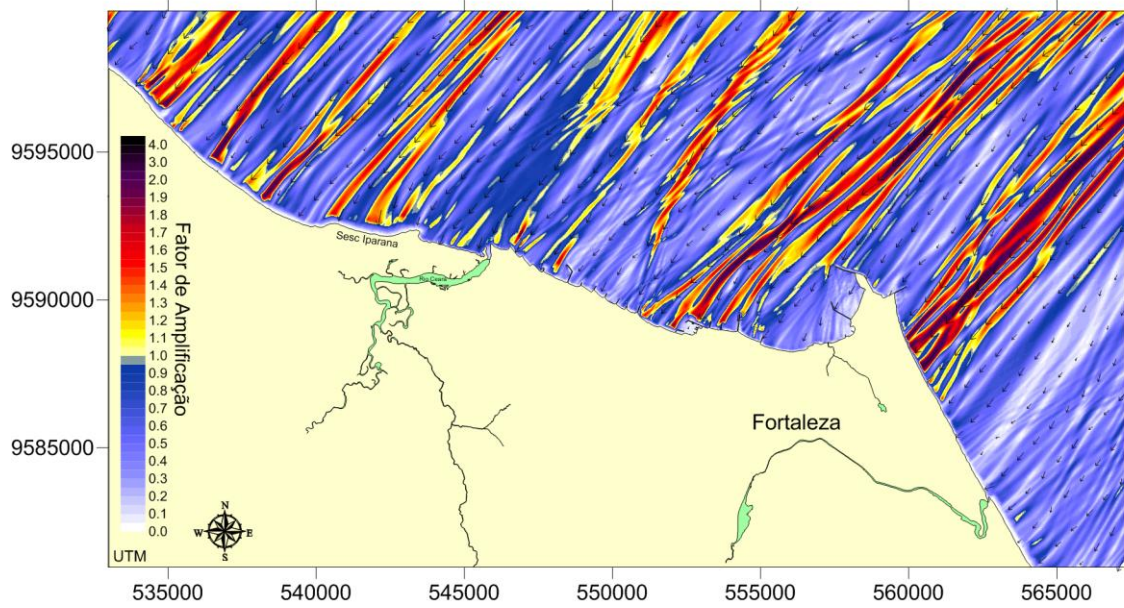 9595000
9590000
9585000
4.0
3.0
2.0
1.9
1.8
1.7
1.6
1.5
1.4
1.3
1.2
1.1
1.0
0.9
0.8
0.7
0.6
0.5
0.4
0.3
0.2
0.1
0.0
Fator de Amplificação
Sesc Iparana
Rio Ceará
Fortaleza
N
W E
S
UTM
535000 540000 545000 550000 555000 560000 565000